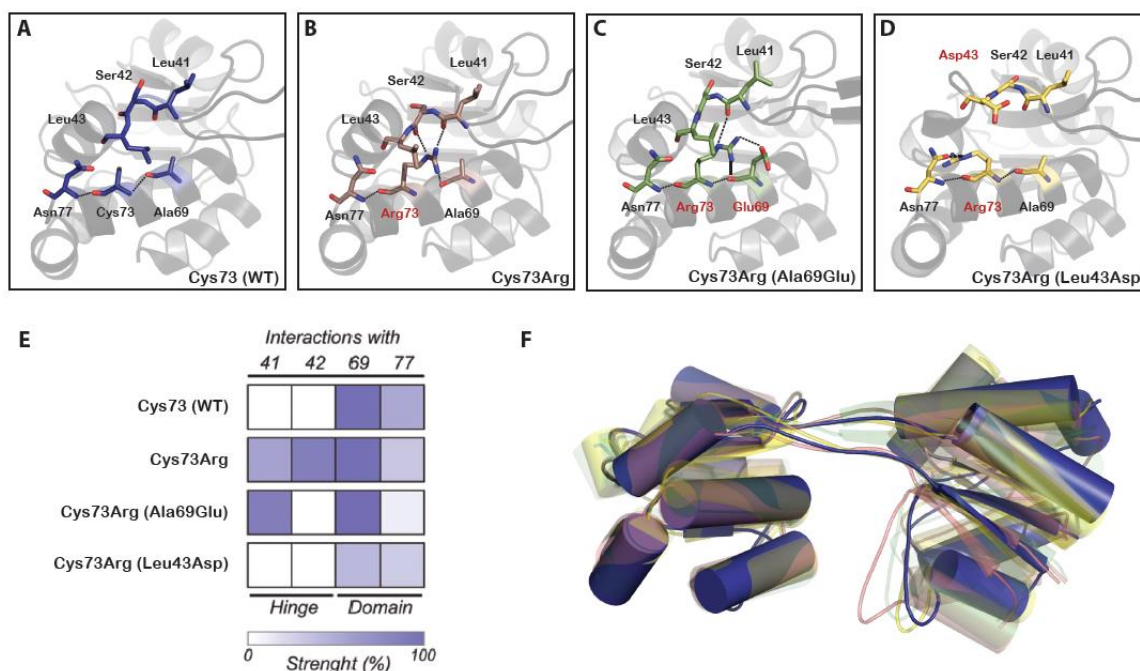 A
Leu41
Ser42
Leu43
Asn77 Cys73 Ala69
Cys73 (WT)
B
Leu41
Ser42
Leu43
Asn77 Arg73 Ala69
Cys73Arg
C
Leu41
Ser42
Leu43
Asn77 Arg73 Glu69
Cys73Arg (Ala69Glu)
D
Asp43 Ser42 Leu41
Asn77 Arg73 Ala69
Cys73Arg (Leu43Asp)
E
Interactions with
41 42 69 77
Cys73 (WT)
Cys73Arg
Cys73Arg (Ala69Glu)
Cys73Arg (Leu43Asp)
Hinge Domain
0 100
Strenght (%)
F